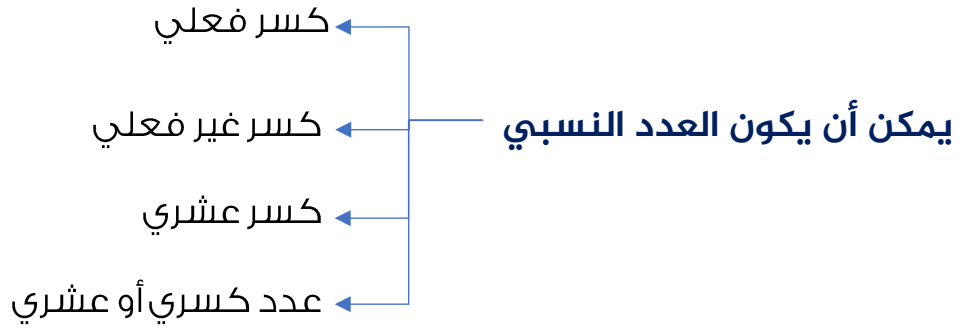 يمكن أن يكون العدد النسبي
كسر فعلي
كسر غير فعلي
كسر عشري
عدد كسري أو عشري